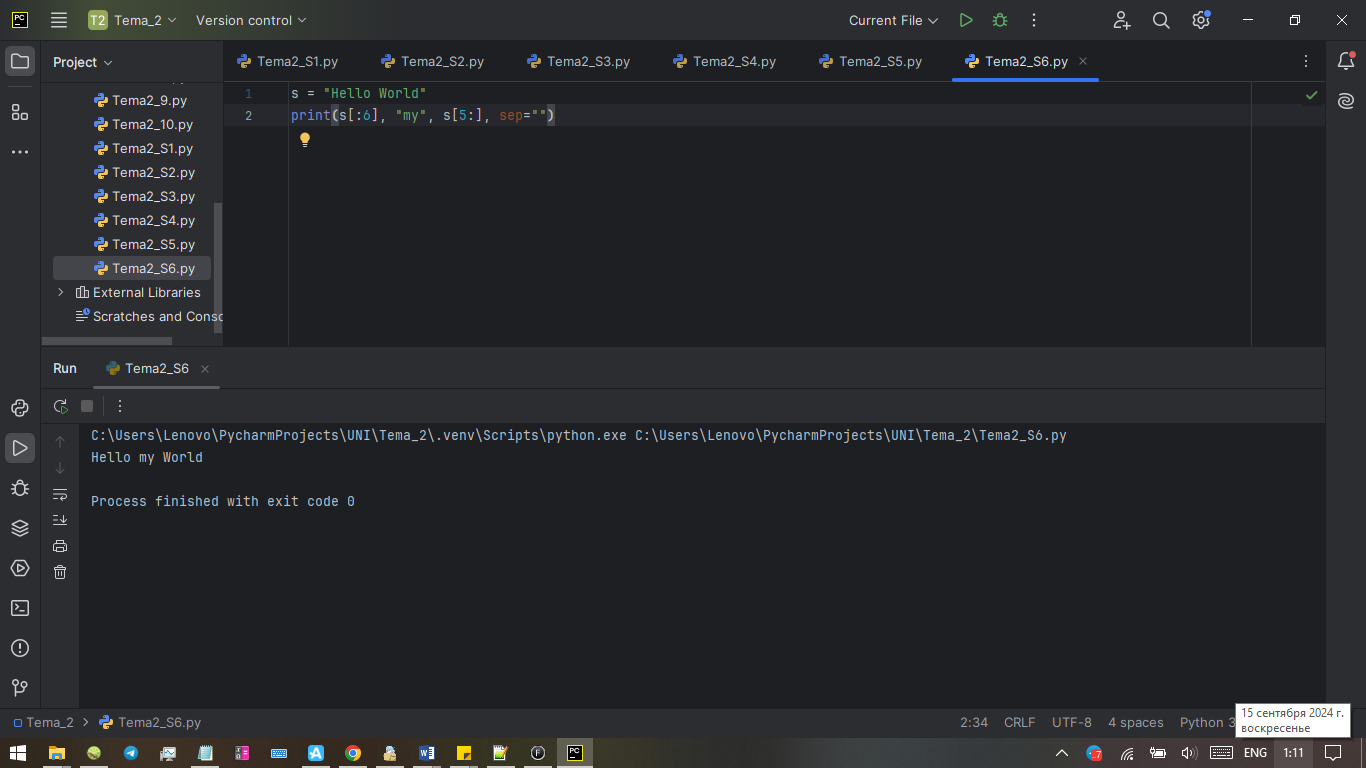 T2 Tema_2 Version control Current File
Project
Tema2_S1.py Tema2_S2.py Tema2_S3.py Tema2_S4.py Tema2_S5.py Tema2_S6.py
Tema2_9.py
Tema2_10.py
Tema2_S1.py
Tema2_S2.py
Tema2_S3.py
Tema2_S4.py
Tema2_S5.py
Tema2_S6.py
External Libraries
Scratches and Conso
1 s = "Hello World"
2 print(s[:6], "my", s[5:], sep="")
Run Tema2_S6
C:\Users\Lenovo\PycharmProjects\UNI\Tema_2\.venv\Scripts\python.exe C:\Users\Lenovo\PycharmProjects\UNI\Tema_2\Tema2_S6.py
Hello my World
Process finished with exit code 0
Tema_2 Tema2_S6.py 2:34 CRLF UTF-8 4 spaces Python 3
15 сентября 2024 г.
воскресенье
ENG 1:11